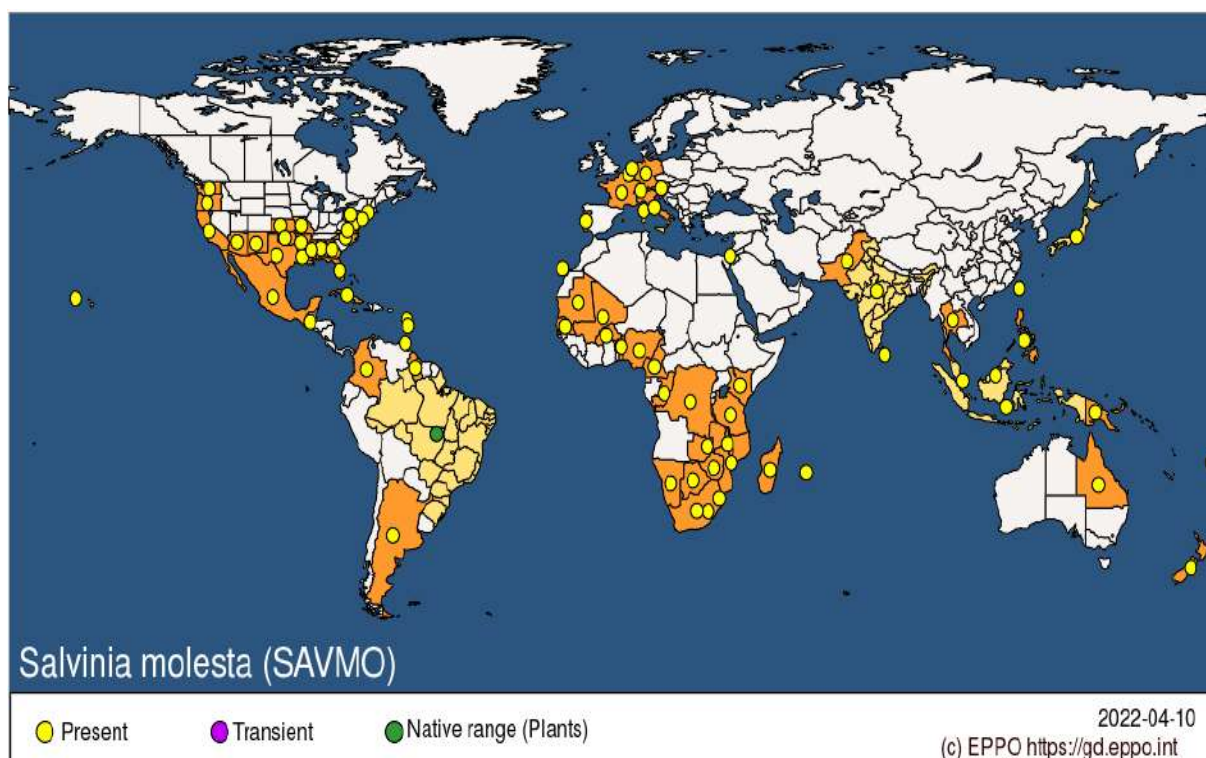 Salvinia molesta (SAVMO)
Present
Transient
Native range (Plants)
2022-04-10
(c) EPPO https://gd.eppo.int